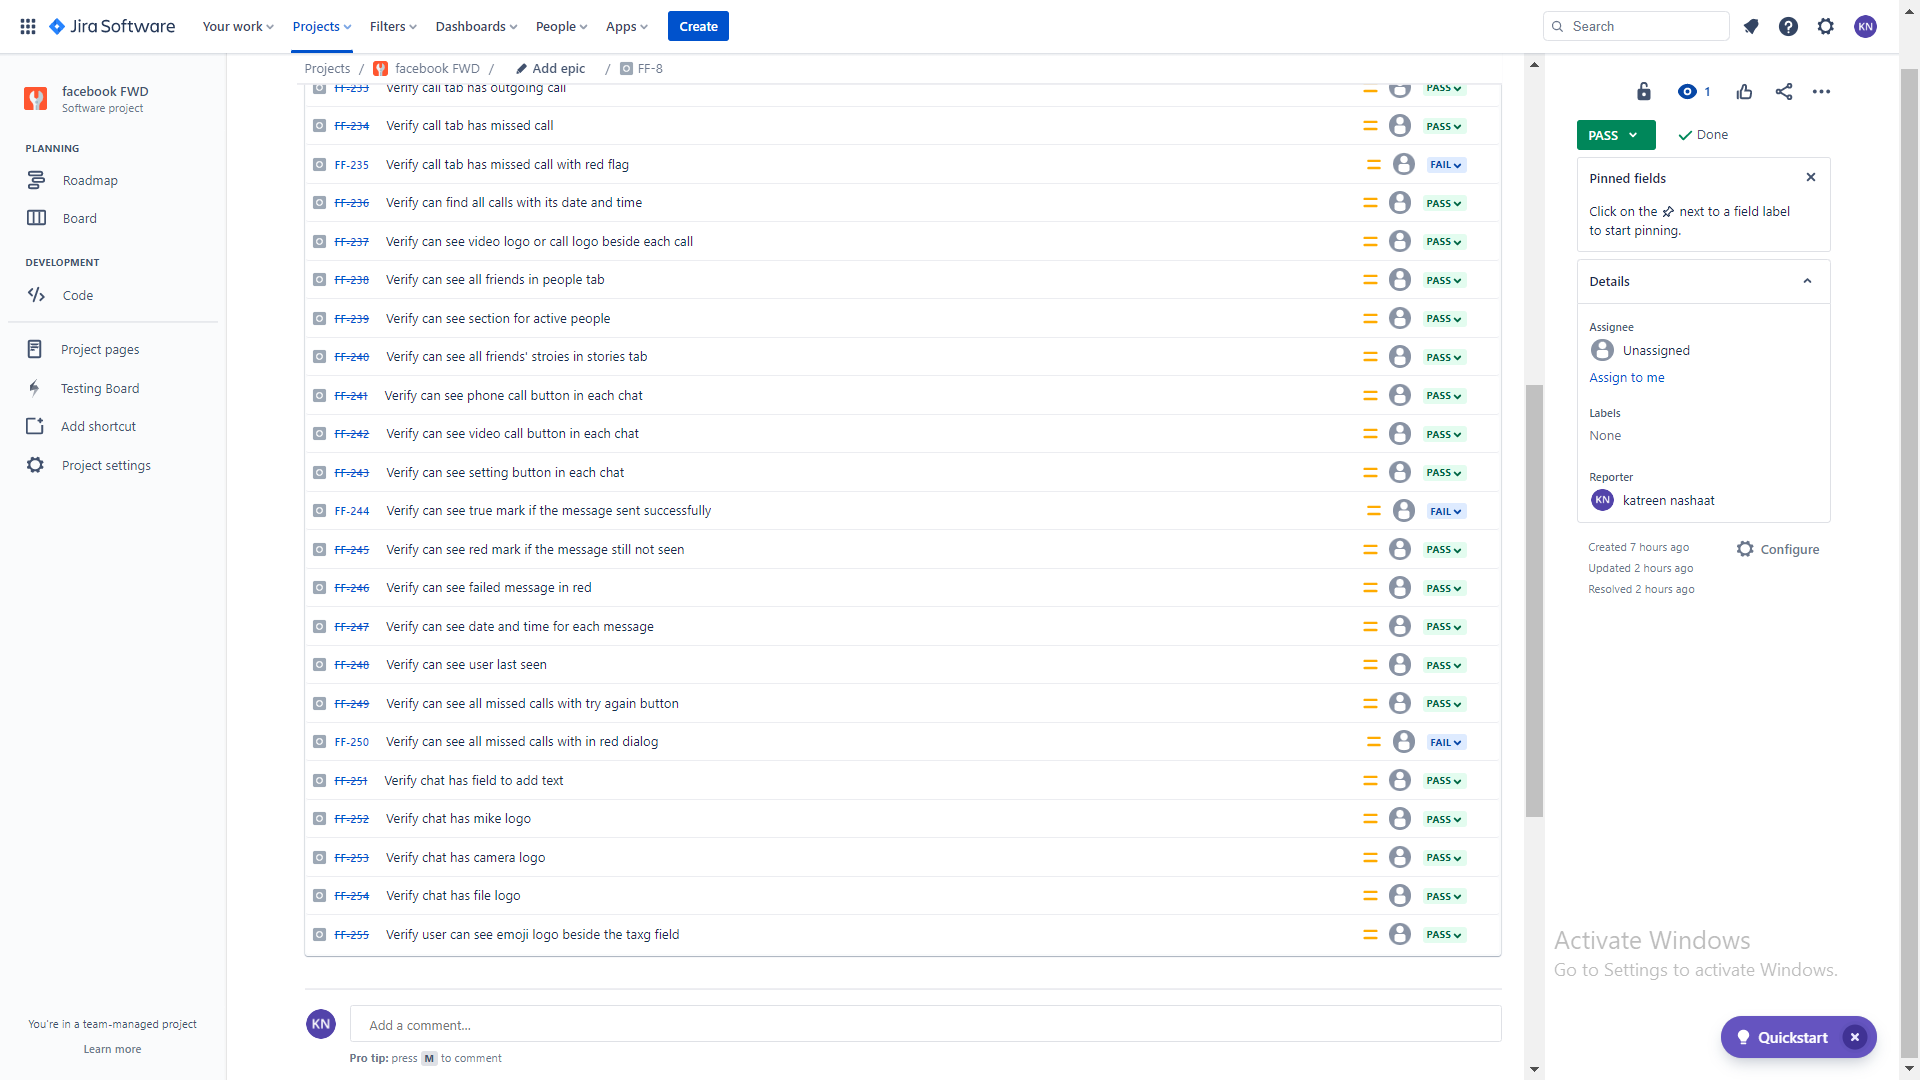 Jira Software
Your work
Projects
Filters
Dashboards
People
Apps
Create
Search
KN
facebook FWD
Software project
PLANNING
Roadmap
Board
DEVELOPMENT
Code
Project pages
Testing Board
Add shortcut
Project settings
You're in a team-managed project
Learn more
Projects / facebook FWD / Add epic / FF-8
FF-233 Verify call tab has outgoing call PASS
FF-234 Verify call tab has missed call PASS
FF-235 Verify call tab has missed call with red flag FAIL
FF-236 Verify can find all calls with its date and time PASS
FF-237 Verify can see video logo or call logo beside each call PASS
FF-238 Verify can see all friends in people tab PASS
FF-239 Verify can see section for active people PASS
FF-240 Verify can see all friends' stroies in stories tab PASS
FF-241 Verify can see phone call button in each chat PASS
FF-242 Verify can see video call button in each chat PASS
FF-243 Verify can see setting button in each chat PASS
FF-244 Verify can see true mark if the message sent successfully FAIL
FF-245 Verify can see red mark if the message still not seen PASS
FF-246 Verify can see failed message in red PASS
FF-247 Verify can see date and time for each message PASS
FF-248 Verify can see user last seen PASS
FF-249 Verify can see all missed calls with try again button PASS
FF-250 Verify can see all missed calls with in red dialog FAIL
FF-251 Verify chat has field to add text PASS
FF-252 Verify chat has mike logo PASS
FF-253 Verify chat has camera logo PASS
FF-254 Verify chat has file logo PASS
FF-255 Verify user can see emoji logo beside the taxg field PASS
KN
Add a comment...
Pro tip: press M to comment
1
PASS
Done
Pinned fields
Click on the next to a field label
to start pinning.
Details
Assignee
Unassigned
Assign to me
Labels
None
Reporter
KN katreen nashaat
Created 7 hours ago
Updated 2 hours ago
Resolved 2 hours ago
Configure
Activate Windows
Go to Settings to activate Windows.
Quickstart